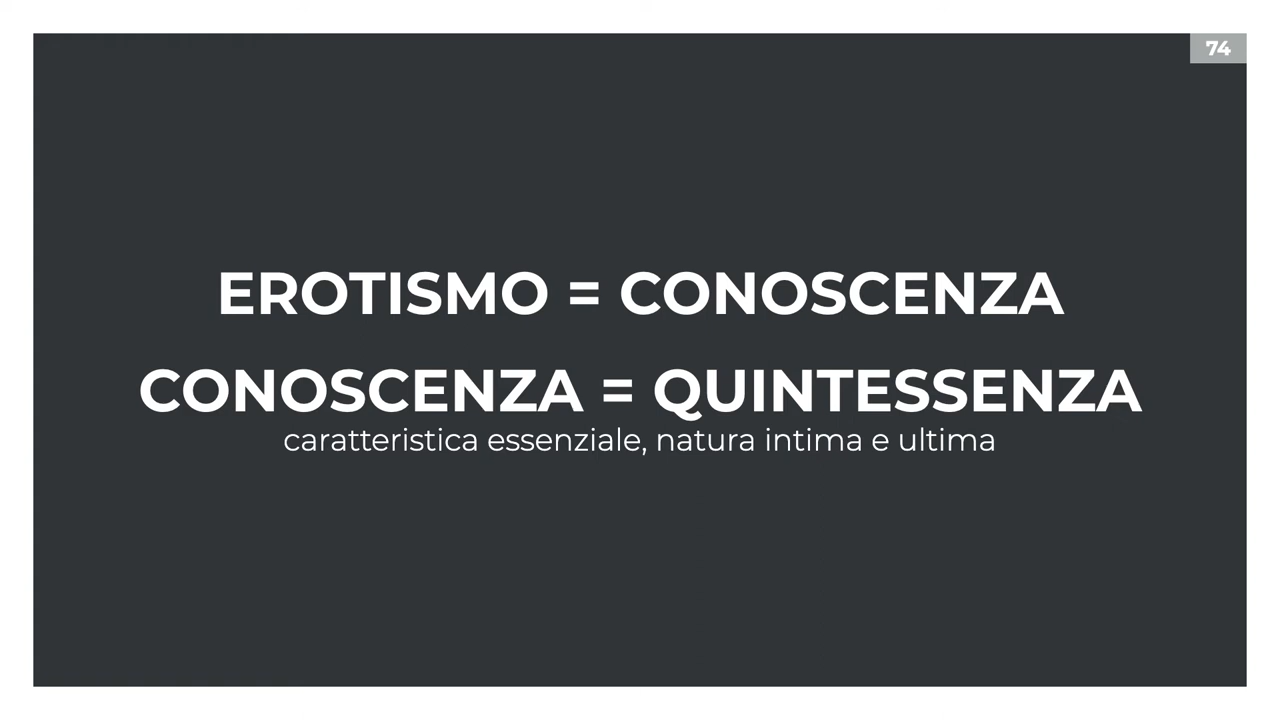 74
EROTISMO = CONOSCENZA
CONOSCENZA = QUINTESSENZA
caratteristica essenziale, natura intima e ultima